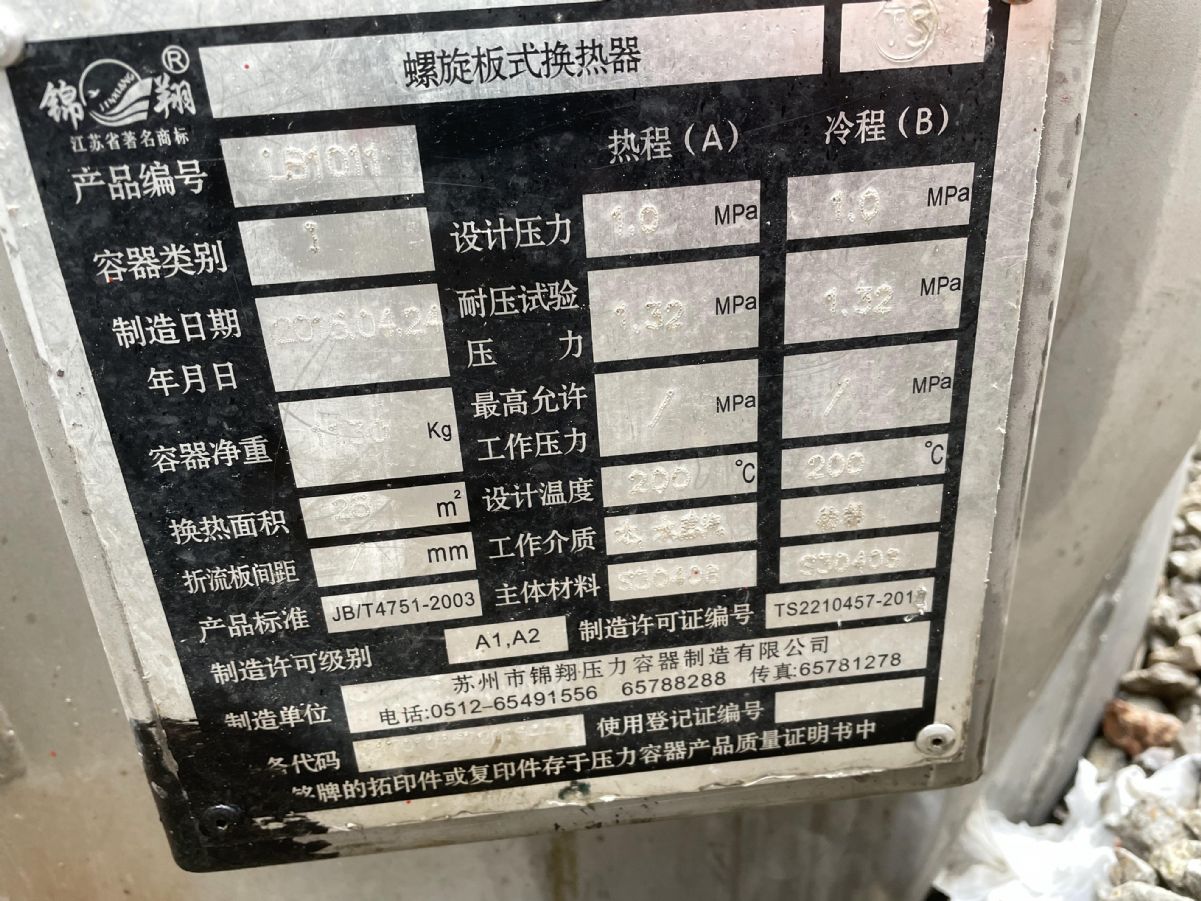 螺旋板式换热器
TS
锦翔®
JINXIANG
江苏省著名商标
热程(A) 冷程(B)
产品编号 LB1011
容器类别 1 设计压力 1.0 MPa 1.0 MPa
制造日期 耐压试验
年月日 压力 1.32 MPa 1.32 MPa
容器净重 Kg 最高允许
工作压力 / MPa / MPa
换热面积 m² 设计温度 200 ℃ 200 ℃
折流板间距 / mm 工作介质
产品标准 JB/T4751-2003 主体材料 S30408 S30408
制造许可级别 A1,A2 制造许可证编号
制造单位 苏州市锦翔压力容器制造有限公司
电话:0512-65491556 65788288 传真:65781278
代码 使用登记证编号
牌的拓印件或复印件存于压力容器产品质量证明书中